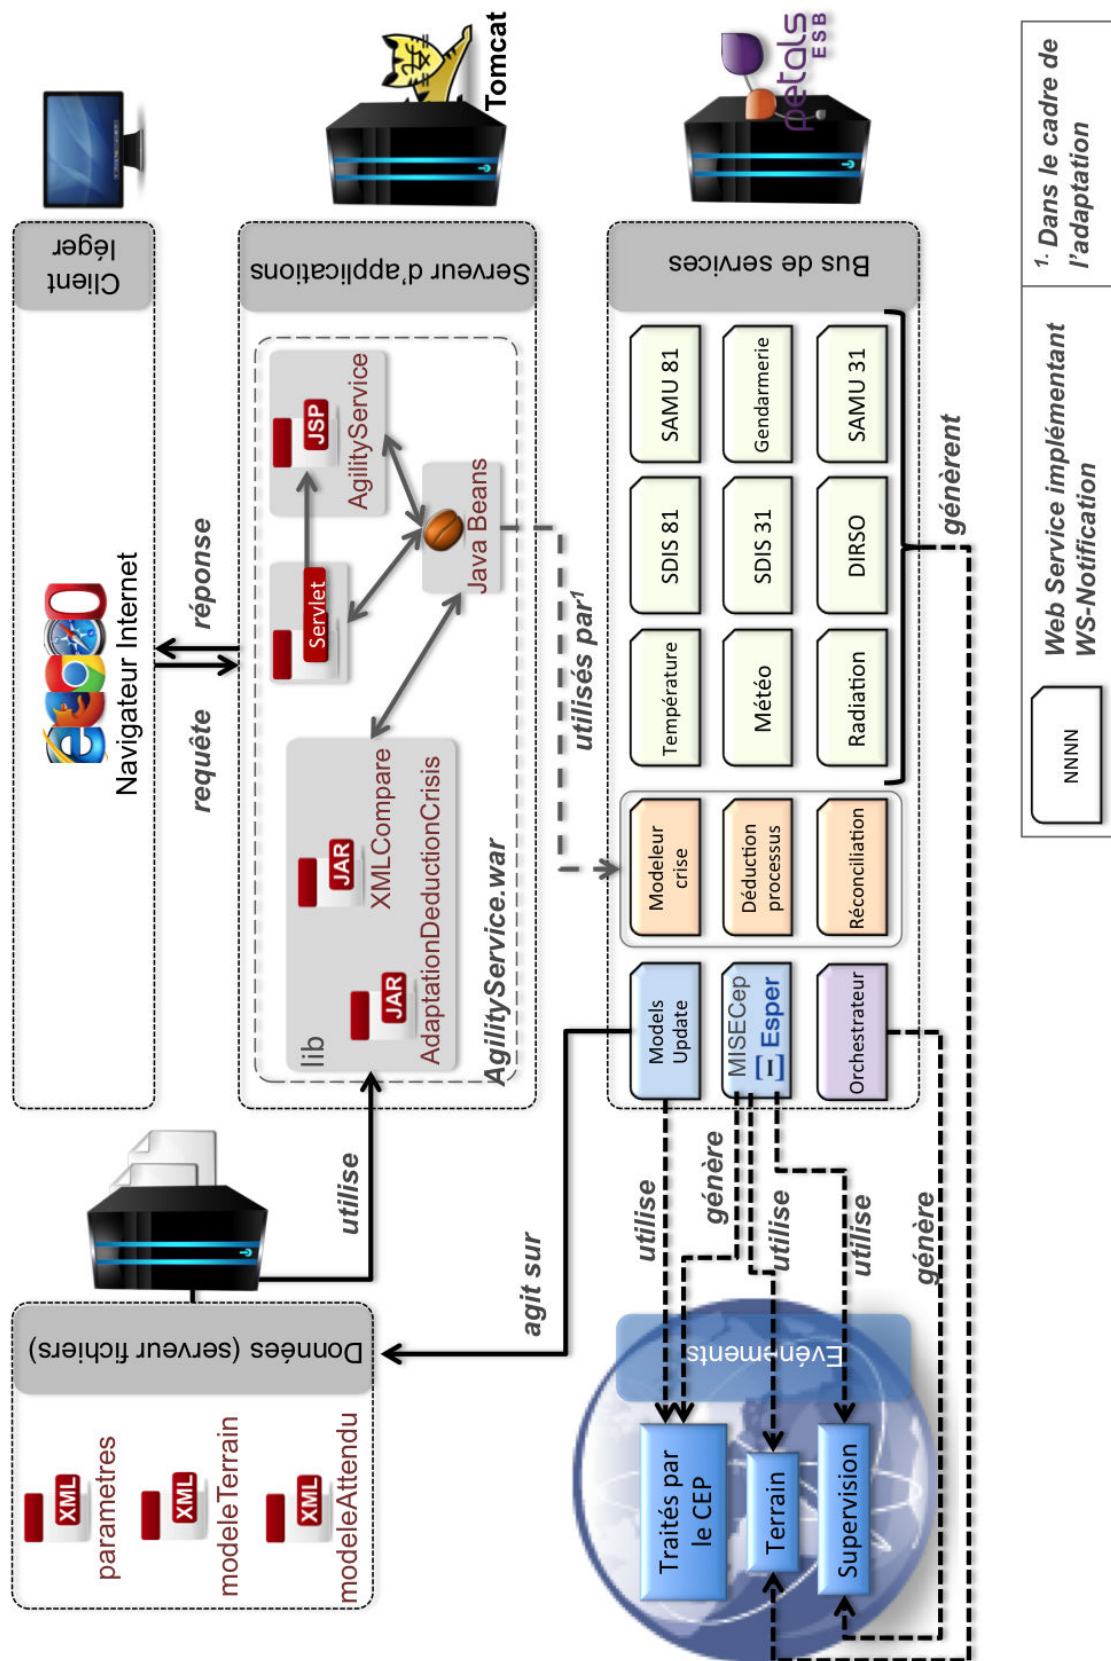 Client
léger
Navigateur Internet
requête
réponse
Serveur d'applications
Tomcat
JSP
AgilityService
Servlet
Java Beans
lib
JAR
XMLCompare
JAR
AdaptationDeductionCrisis
AgilityService.war
Données (serveur fichiers)
XML
parametres
XML
modeleTerrain
XML
modeleAttendu
utilise
agit sur
utilisés par¹
Bus de services
petals
ESB
Models
Update
MISECep
Esper
Orchestrateur
Modeleur
crise
Déduction
processus
Réconciliation
Température
Météo
Radiation
SDIS 81
SDIS 31
DIRSO
SAMU 81
Gendarmerie
SAMU 31
génèrent
utilise
génère
utilise
utilise
génère
Evénements
Traités par
le CEP
Terrain
Supervision
NNNN
Web Service implémentant
WS-Notification
1. Dans le cadre de
l'adaptation